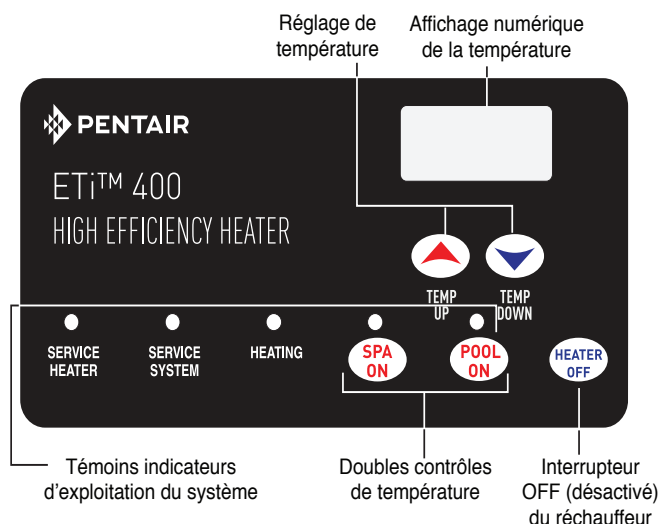 Réglage de
température
Affichage numérique
de la température
PENTAIR
ETi™ 400
HIGH EFFICIENCY HEATER
TEMP
UP
TEMP
DOWN
SERVICE
HEATER
SERVICE
SYSTEM
HEATING
SPA
ON
POOL
ON
HEATER
OFF
Témoins indicateurs
d'exploitation du système
Doubles contrôles
de température
Interrupteur
OFF (désactivé)
du réchauffeur